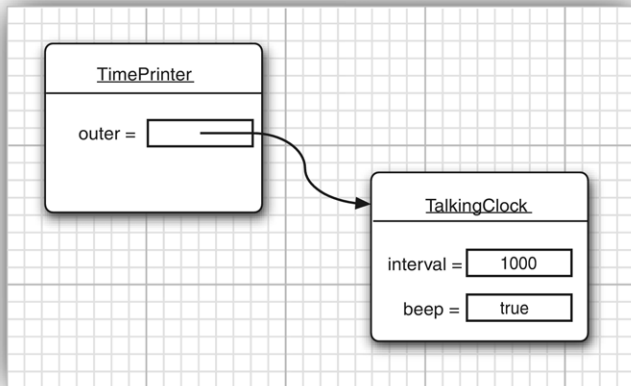 TimePrinter
outer =
TalkingClock
interval = 1000
beep = true